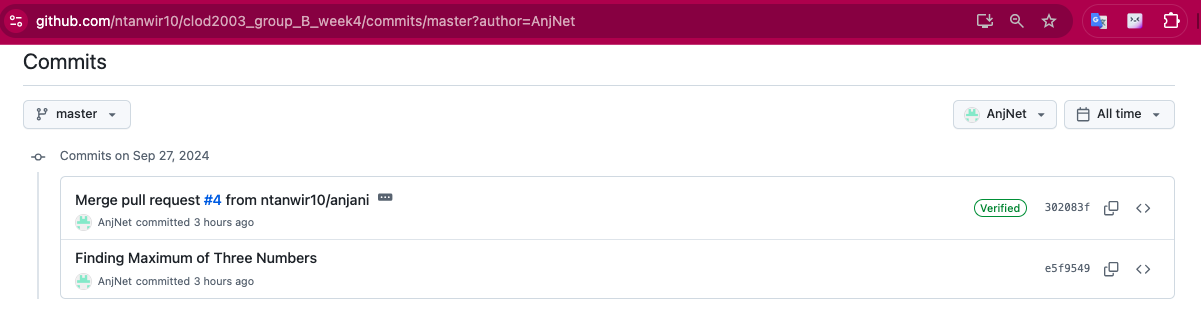 github.com/ntanwir10/clod2003_group_B_week4/commits/master?author=AnjNet
Commits
master
AnjNet
All time
Commits on Sep 27, 2024
Merge pull request #4 from ntanwir10/anjani
AnjNet committed 3 hours ago
Verified
302083f
Finding Maximum of Three Numbers
AnjNet committed 3 hours ago
e5f9549